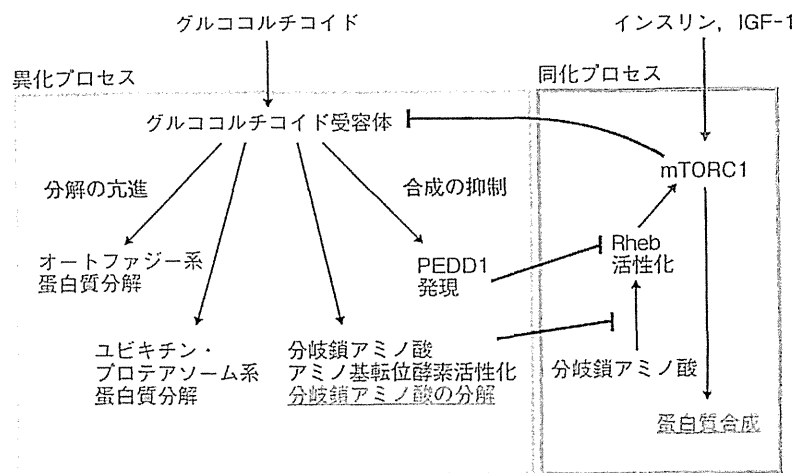 グルココルチコイド
インスリン, IGF-1
異化プロセス
同化プロセス
グルココルチコイド受容体
mTORC1
分解の亢進
合成の抑制
オートファジー系
蛋白質分解
PEDD1
発現
Rheb
活性化
ユビキチン・
プロテアソーム系
蛋白質分解
分岐鎖アミノ酸
アミノ基転位酵素活性化
分岐鎖アミノ酸の分解
分岐鎖アミノ酸
蛋白質合成